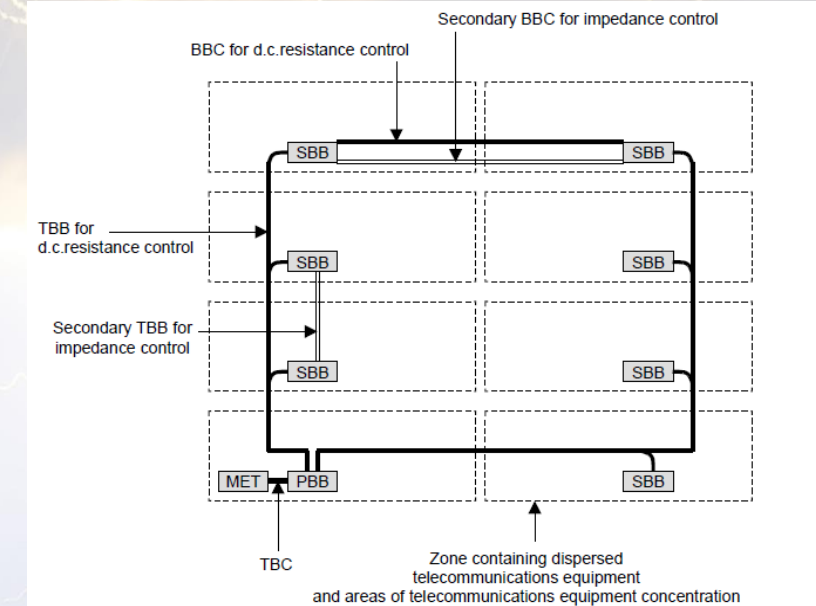 Secondary BBC for impedance control
BBC for d.c.resistance control
SBB
SBB
TBB for
d.c.resistance control
SBB
SBB
Secondary TBB for
impedance control
SBB
SBB
MET
PBB
SBB
TBC
Zone containing dispersed
telecommunications equipment
and areas of telecommunications equipment concentration